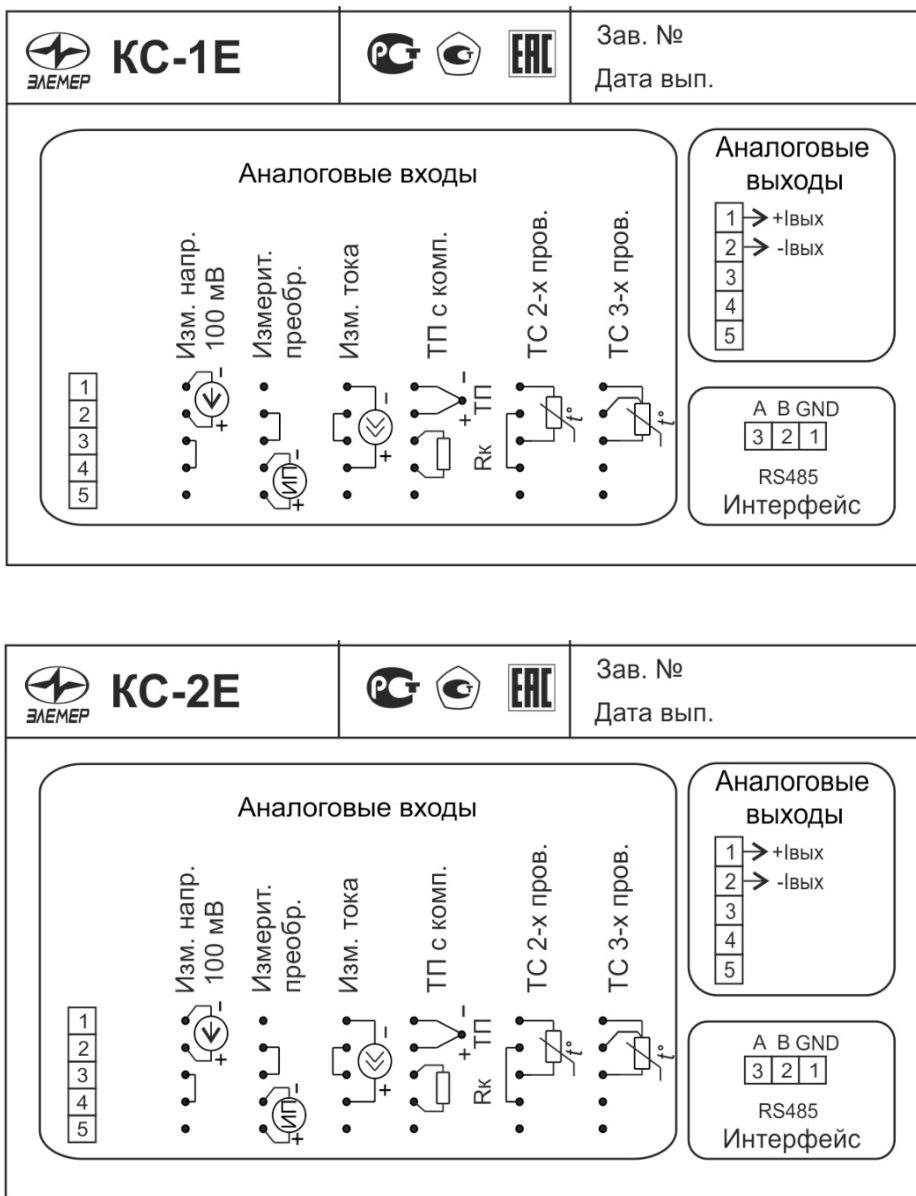 ЭЛЕМЕР КС-1Е РСТ С ЕАС Зав. №
Дата вып.
Аналоговые входы
Изм. напр.
100 мВ
Измерит.
преобр.
Изм. тока
ТП с комп.
ТС 2-х пров.
ТС 3-х пров.
1
2
3
4
5
- +
ИП - +
- +
- + ТП
Rк
t°
t°
Аналоговые
выходы
1 +Iвых
2 -Iвых
3
4
5
A B GND
3 2 1
RS485
Интерфейс
ЭЛЕМЕР КС-2Е РСТ С ЕАС Зав. №
Дата вып.
Аналоговые входы
Изм. напр.
100 мВ
Измерит.
преобр.
Изм. тока
ТП с комп.
ТС 2-х пров.
ТС 3-х пров.
1
2
3
4
5
- +
ИП - +
- +
- + ТП
Rк
t°
t°
Аналоговые
выходы
1 +Iвых
2 -Iвых
3
4
5
A B GND
3 2 1
RS485
Интерфейс